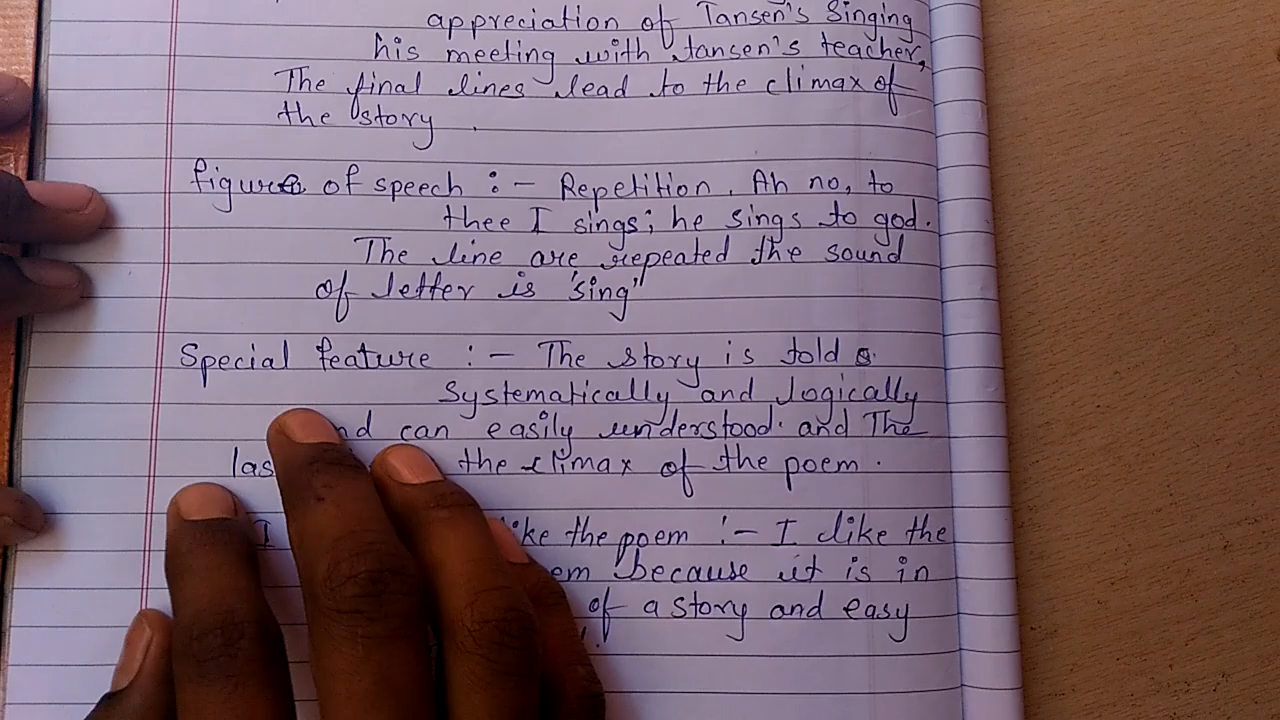 appreciation of Tansen's Singing
his meeting with tansen's teacher,
The final lines lead to the climax of
the story .
figure of speech :- Repetition. Ah no, to
thee I sings; he sings to god.
The line are repeated the sound
of letter is 'sing"
Special feature :- The story is told
Systematically and logically
nd can easily understood. and The
las the climax of the poem .
I ike the poem :- I like the
em because it is in
of a story and easy